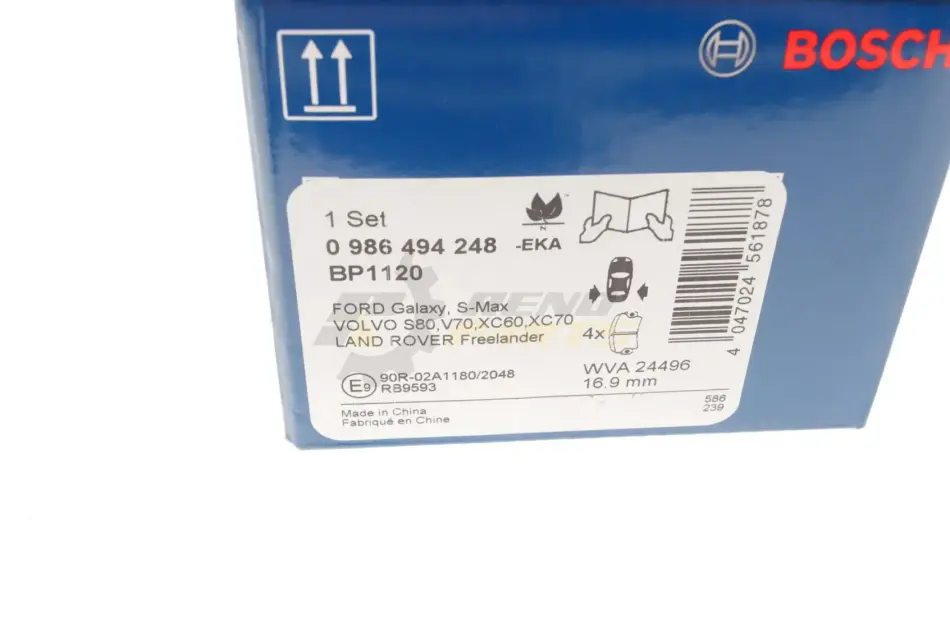 BOSCH
1 Set
0 986 494 248 -EKA
BP1120
FORD Galaxy, S-Max
VOLVO S80,V70,XC60,XC70
LAND ROVER Freelander
4x
WVA 24496
16.9 mm
E9
90R-02A1180/2048
RB9593
Made in China
Fabriqué en Chine
586
239
N
4 047024 561878